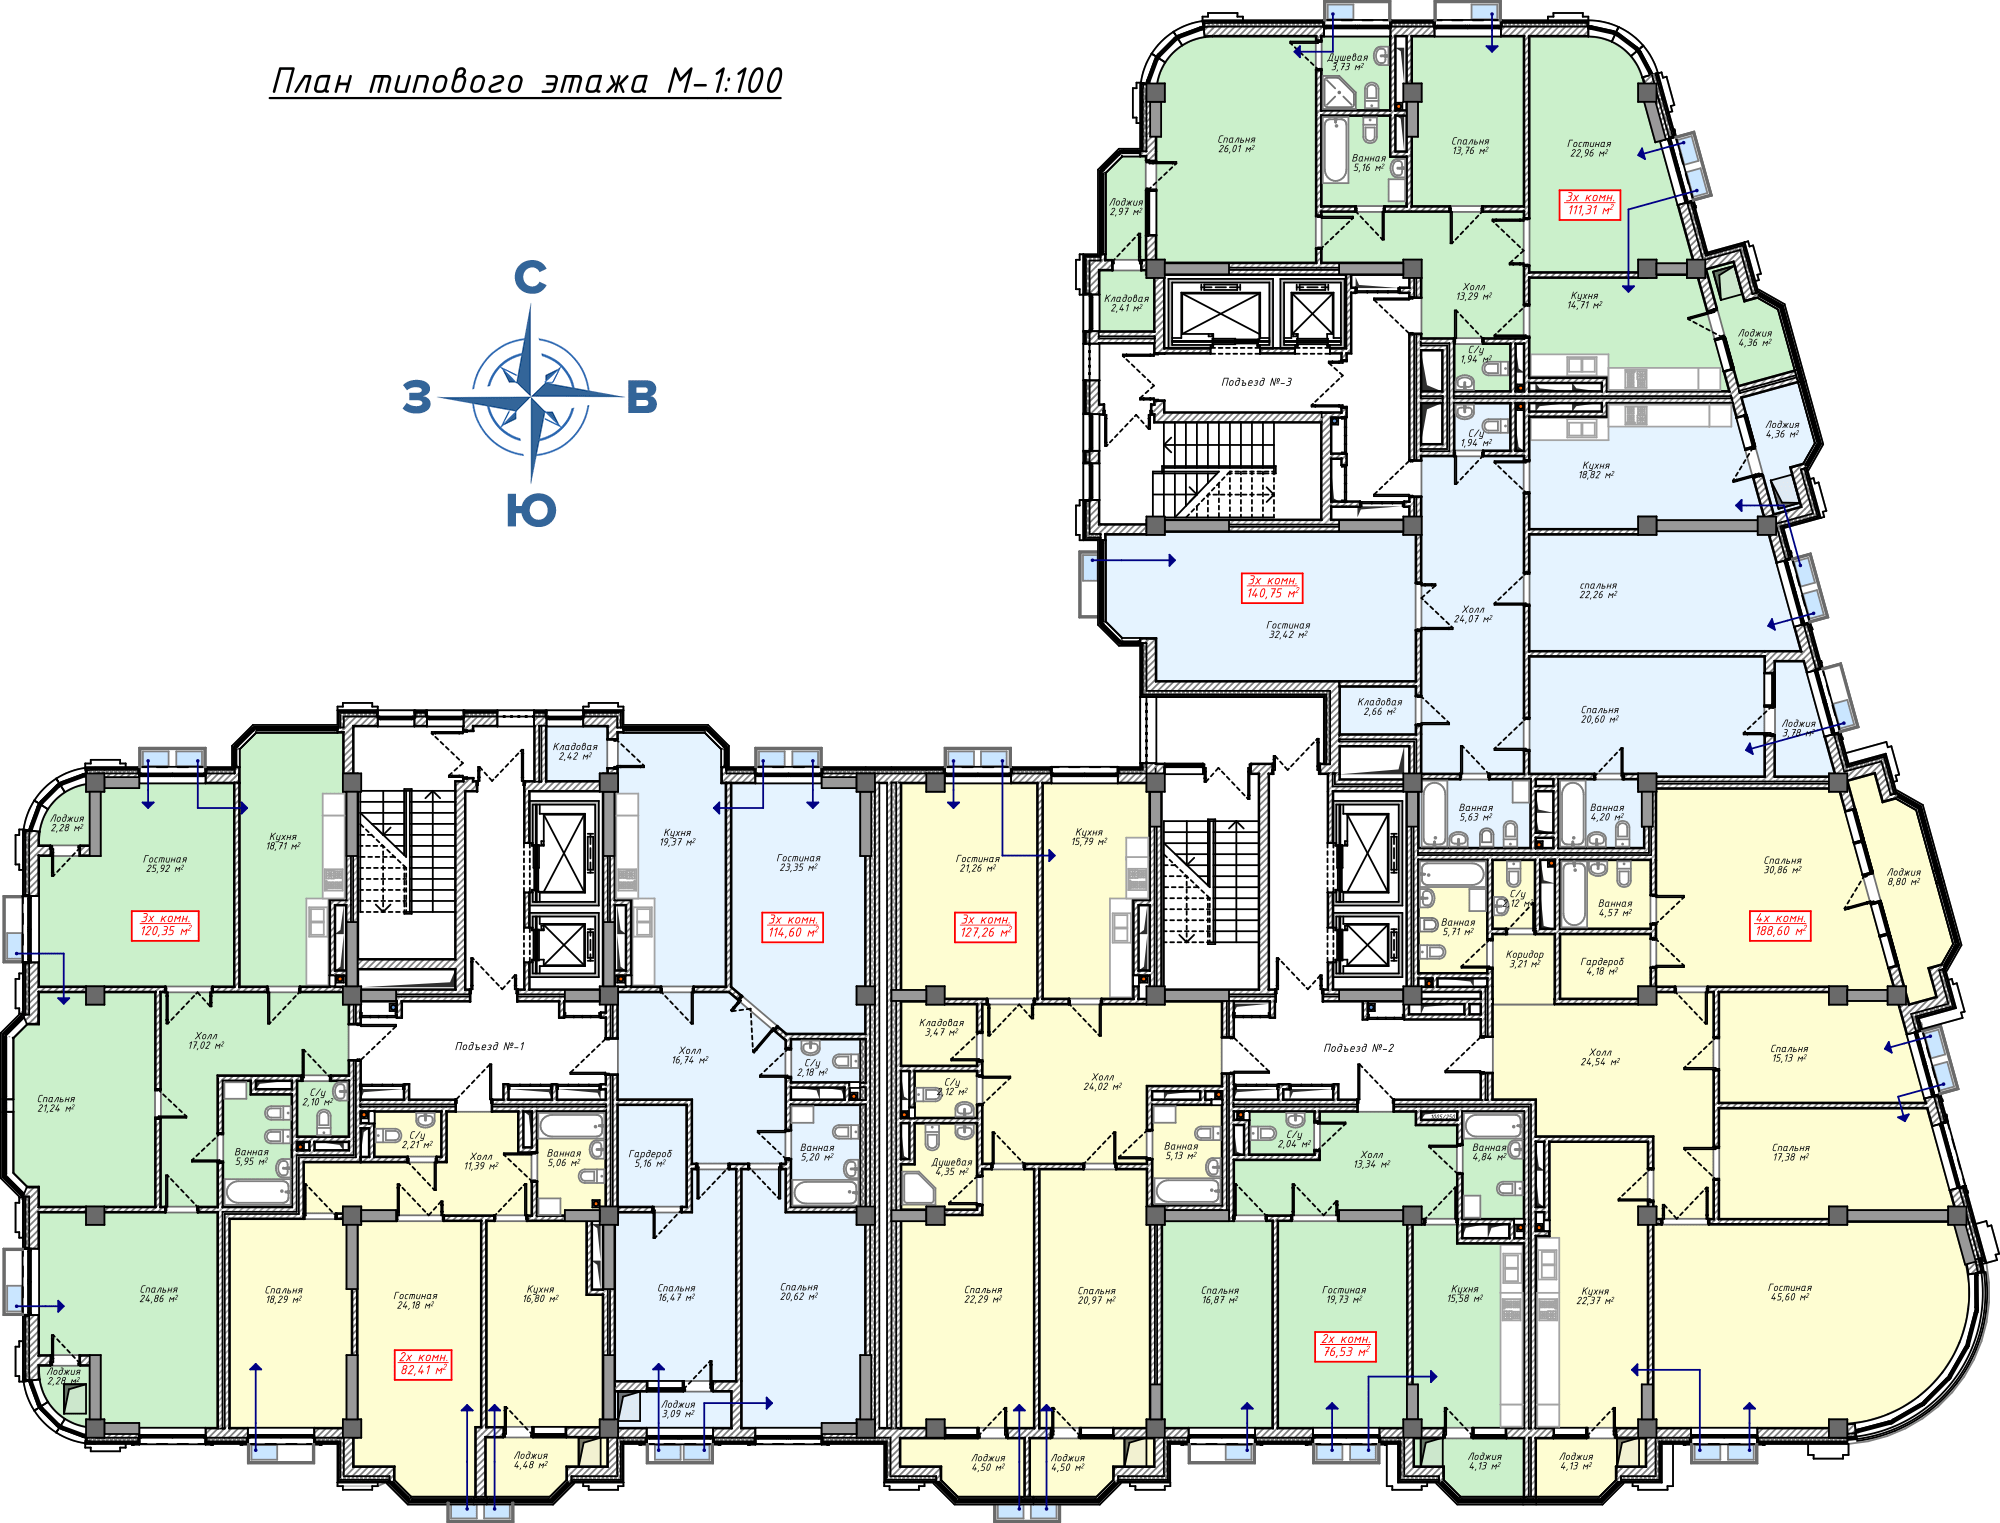 План типового этажа М-1:100
С
З
В
Ю
Спальня
26,01 м²
Душевая
3,73 м²
Ванная
5,16 м²
Спальня
13,76 м²
Гостиная
22,96 м²
3х комн.
111,31 м²
Лоджия
2,97 м²
Кладовая
2,41 м²
Холл
13,29 м²
Кухня
14,71 м²
Лоджия
4,36 м²
С/у
1,94 м²
Подъезд №-3
С/у
1,94 м²
Кухня
18,82 м²
Лоджия
4,36 м²
3х комн.
140,75 м²
Гостиная
32,42 м²
Холл
24,07 м²
спальня
22,26 м²
Кладовая
2,66 м²
Спальня
20,60 м²
Лоджия
3,78 м²
Ванная
5,63 м²
Ванная
4,20 м²
Лоджия
2,28 м²
Гостиная
25,92 м²
3х комн.
120,35 м²
Кухня
18,71 м²
Кладовая
2,42 м²
Кухня
19,37 м²
Гостиная
23,35 м²
3х комн.
114,60 м²
Гостиная
21,26 м²
3х комн.
127,26 м²
Кухня
15,79 м²
Ванная
5,71 м²
С/у
2,12 м²
Ванная
4,57 м²
Коридор
3,21 м²
Гардероб
4,18 м²
Спальня
30,86 м²
4х комн.
188,60 м²
Лоджия
8,80 м²
Спальня
21,24 м²
Холл
17,02 м²
С/у
2,10 м²
Ванная
5,95 м²
Подъезд №-1
Холл
16,74 м²
С/у
2,18 м²
Кладовая
3,47 м²
С/у
2,12 м²
Холл
24,02 м²
Подъезд №-2
Холл
24,54 м²
Спальня
15,13 м²
С/у
2,21 м²
Холл
11,39 м²
Ванная
5,06 м²
Гардероб
5,16 м²
Ванная
5,20 м²
Душевая
4,35 м²
Ванная
5,13 м²
С/у
2,04 м²
Холл
13,34 м²
Ванная
4,84 м²
Спальня
17,38 м²
Спальня
24,86 м²
Лоджия
2,28 м²
Спальня
18,29 м²
Гостиная
24,18 м²
2х комн.
82,41 м²
Кухня
16,80 м²
Лоджия
4,48 м²
Спальня
16,47 м²
Лоджия
3,09 м²
Спальня
20,62 м²
Спальня
22,29 м²
Спальня
20,97 м²
Лоджия
4,50 м²
Лоджия
4,50 м²
Спальня
16,87 м²
Гостиная
19,73 м²
2х комн.
76,53 м²
Кухня
15,58 м²
Лоджия
4,13 м²
Кухня
22,37 м²
Лоджия
4,13 м²
Гостиная
45,60 м²